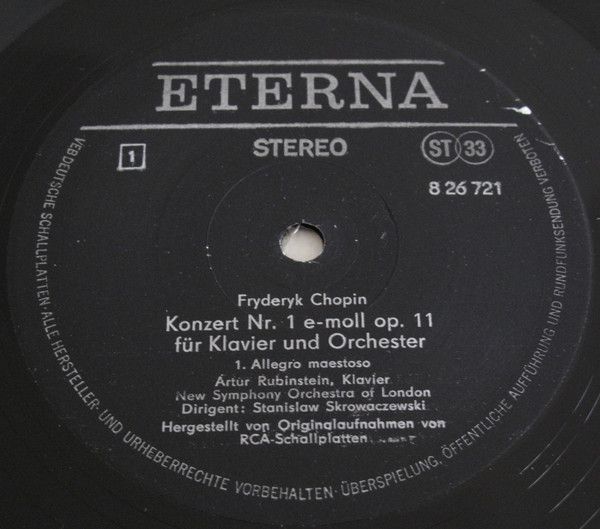 ETERNA
STEREO
1
ST 33
8 26 721
Fryderyk Chopin
Konzert Nr. 1 e-moll op. 11
für Klavier und Orchester
1. Allegro maestoso
Artur Rubinstein, Klavier
New Symphony Orchestra of London
Dirigent: Stanislaw Skrowaczewski
Hergestellt von Originalaufnahmen von
RCA-Schallplatten
VEB DEUTSCHE SCHALLPLATTEN · ALLE HERSTELLER- UND URHEBERRECHTE VORBEHALTEN · ÜBERSPIELUNG, ÖFFENTLICHE AUFFÜHRUNG UND RUNDFUNKSENDUNG VERBOTEN